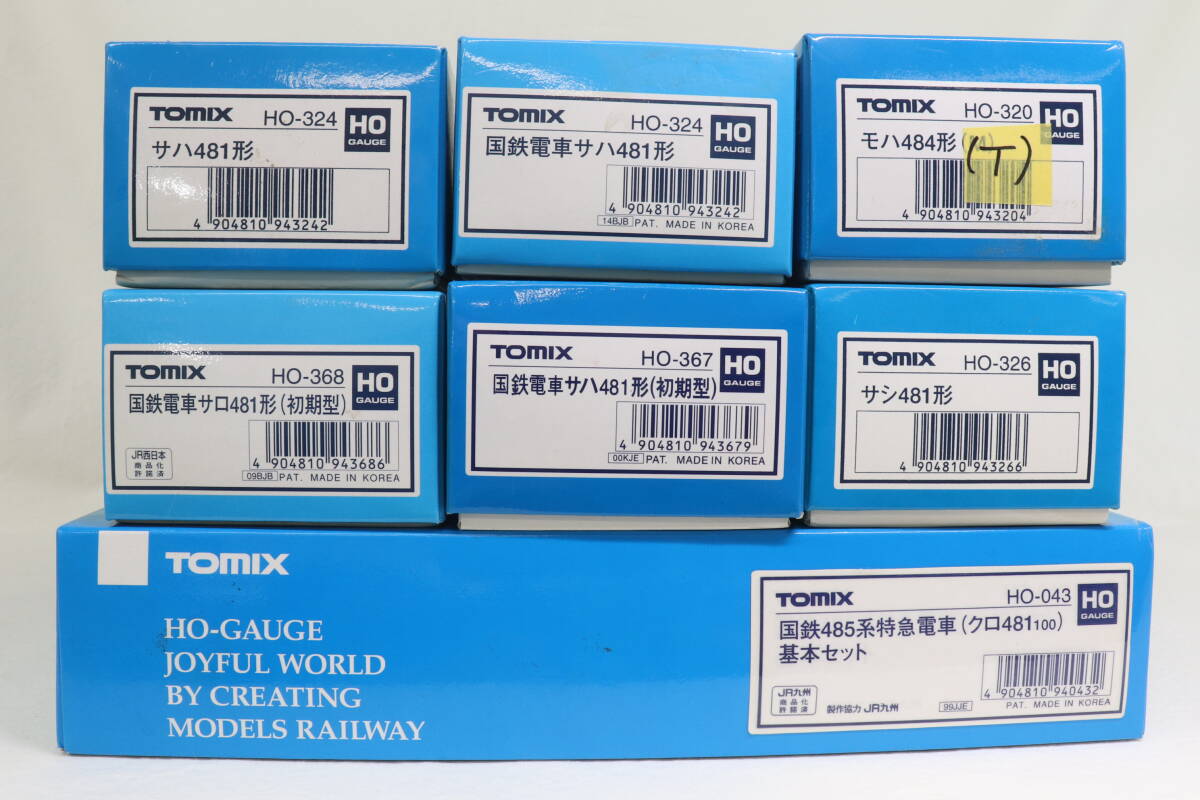 TOMIX HO-324 HO
GAUGE
サハ481形
4 904810 943242
TOMIX HO-324 HO
GAUGE
国鉄電車サハ481形
4 904810 943242
14BJB PAT. MADE IN KOREA
TOMIX HO-320 HO
GAUGE
モハ484形
(T)
4 904810 943204
TOMIX HO-368 HO
GAUGE
国鉄電車サロ481形(初期型)
JR西日本
商品化
許諾済
4 904810 943686
09BJB PAT. MADE IN KOREA
TOMIX HO-367 HO
GAUGE
国鉄電車サハ481形(初期型)
4 904810 943679
00KJE PAT. MADE IN KOREA
TOMIX HO-326 HO
GAUGE
サシ481形
4 904810 943266
TOMIX
HO-GAUGE
JOYFUL WORLD
BY CREATING
MODELS RAILWAY
TOMIX HO-043 HO
GAUGE
国鉄485系特急電車(クロ481100)
基本セット
4 904810 940432
JR九州
商品化
許諾済
製作協力 JR九州
99JJE PAT. MADE IN KOREA